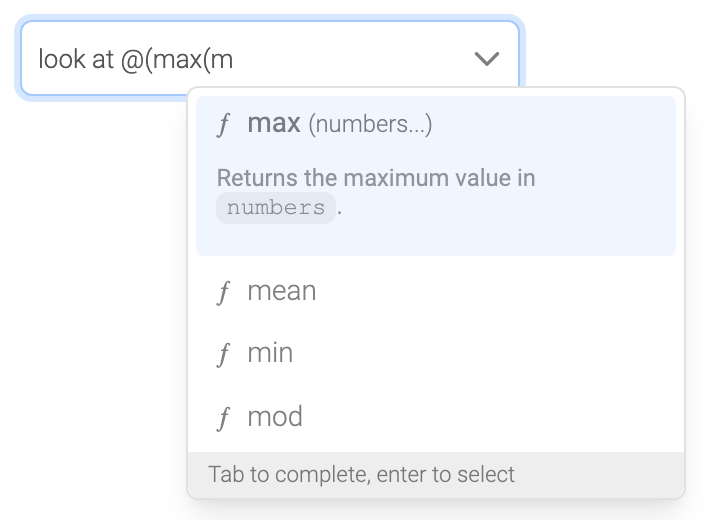 look at @(max(m
ƒ max (numbers...)
Returns the maximum value in
numbers.
ƒ mean
ƒ min
ƒ mod
Tab to complete, enter to select